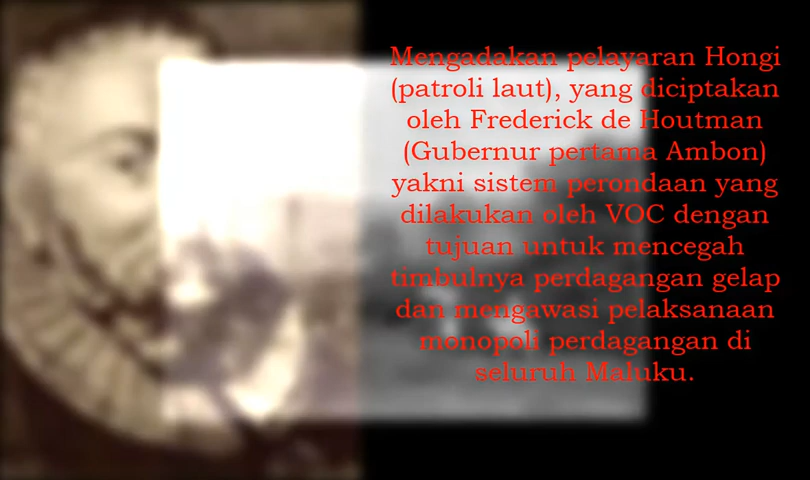 Mengadakan pelayaran Hongi
(patroli laut), yang diciptakan
oleh Frederick de Houtman
(Gubernur pertama Ambon)
yakni sistem perondaan yang
dilakukan oleh VOC dengan
tujuan untuk mencegah
timbulnya perdagangan gelap
dan mengawasi pelaksanaan
monopoli perdagangan di
seluruh Maluku.